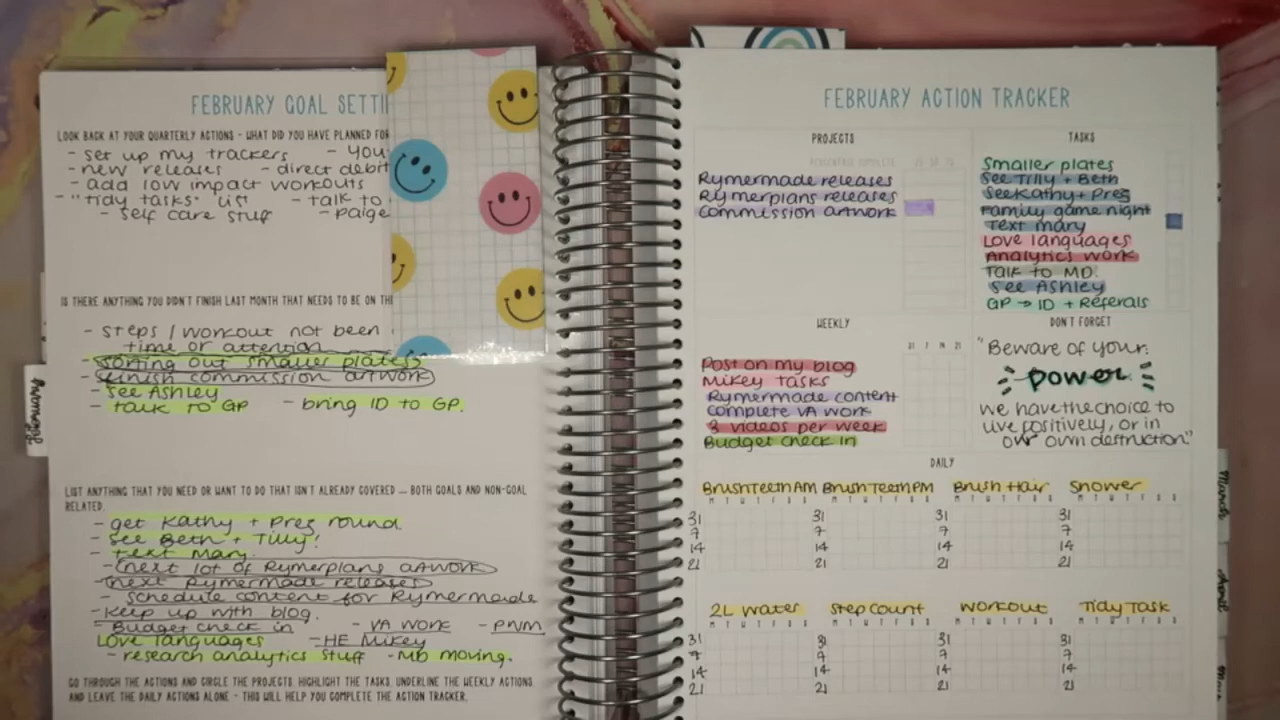 FEBRUARY GOAL SETTI
LOOK BACK AT YOUR QUARTERLY ACTIONS - WHAT DID YOU HAVE PLANNED FOR
- set up my trackers - you
- new releases - direct debit
- add low impact workouts
- "tidy tasks" list - talk to
- self care stuff - paige
IS THERE ANYTHING YOU DIDN'T FINISH LAST MONTH THAT NEEDS TO BE ON TH
- steps / workout not been
time or attention
- sorting out smaller plates
- finish commission artwork
- see Ashley
- talk to GP - bring ID to GP.
LIST ANYTHING THAT YOU NEED OR WANT TO DO THAT ISN'T ALREADY COVERED – BOTH GOALS AND NON-GOAL
RELATED.
- get Kathy + Preg round
- see Beth + Tilly!
- text Mary.
- next lot of Rymerplans artwork
- next Rymermade releases
- schedule content for Rymermade
- keep up with blog.
- Budget check in - VA work - PNM
Love languages - HE Mikey
- research analytics stuff - MD moving.
GO THROUGH THE ACTIONS AND CIRCLE THE PROJECTS, HIGHLIGHT THE TASKS, UNDERLINE THE WEEKLY ACTIONS
AND LEAVE THE DAILY ACTIONS ALONE - THIS WILL HELP YOU COMPLETE THE ACTION TRACKER.
January
FEBRUARY ACTION TRACKER
PROJECTS
PERCENTAGE COMPLETE
Rymermade releases
Rymerplans releases
Commission artwork
TASKS
Smaller plates
See Tilly + Beth
See Kathy + Preg
Family game night
Text Mary
Love languages
Analytics work
Talk to MD.
See Ashley
GP → ID + Referals
WEEKLY
31 7 14 21
Post on my blog
Mikey tasks
Rymermade content
Complete VA work
3 videos per week
Budget check in
DON'T FORGET
"Beware of your
power
we have the choice to
live positively, or in
our own destruction"
DAILY
Brush Teeth AM Brush Teeth PM Brush Hair Shower
M T W T F S S M T W T F S S M T W T F S S M T W T F S S
31 31 31 31
7 7 7 7
14 14 14 14
21 21 21 21
2L water Step count Workout Tidy Task
M T W T F S S M T W T F S S M T W T F S S M T W T F S S
31 31 31 31
7 7 7 7
14 14 14 14
21 21 21 21
March